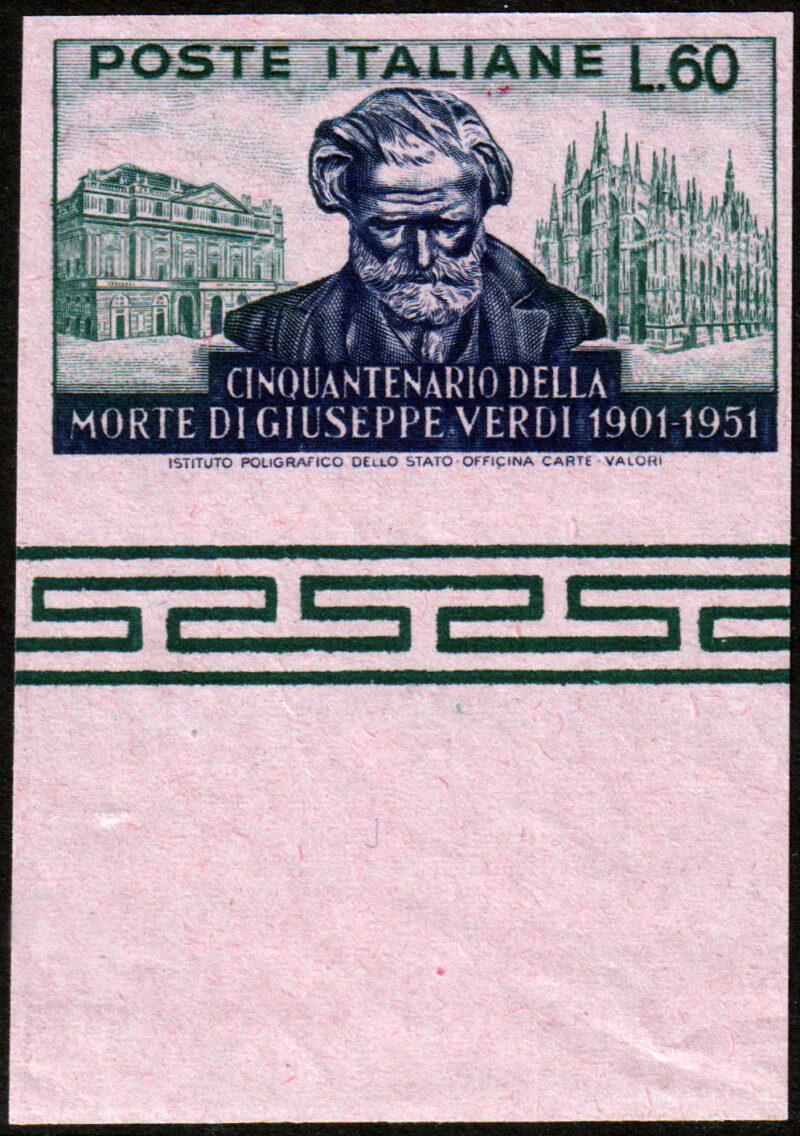 POSTE ITALIANE L.60
CINQUANTENARIO DELLA
MORTE DI GIUSEPPE VERDI 1901-1951
ISTITUTO POLIGRAFICO DELLO STATO·OFFICINA CARTE·VALORI